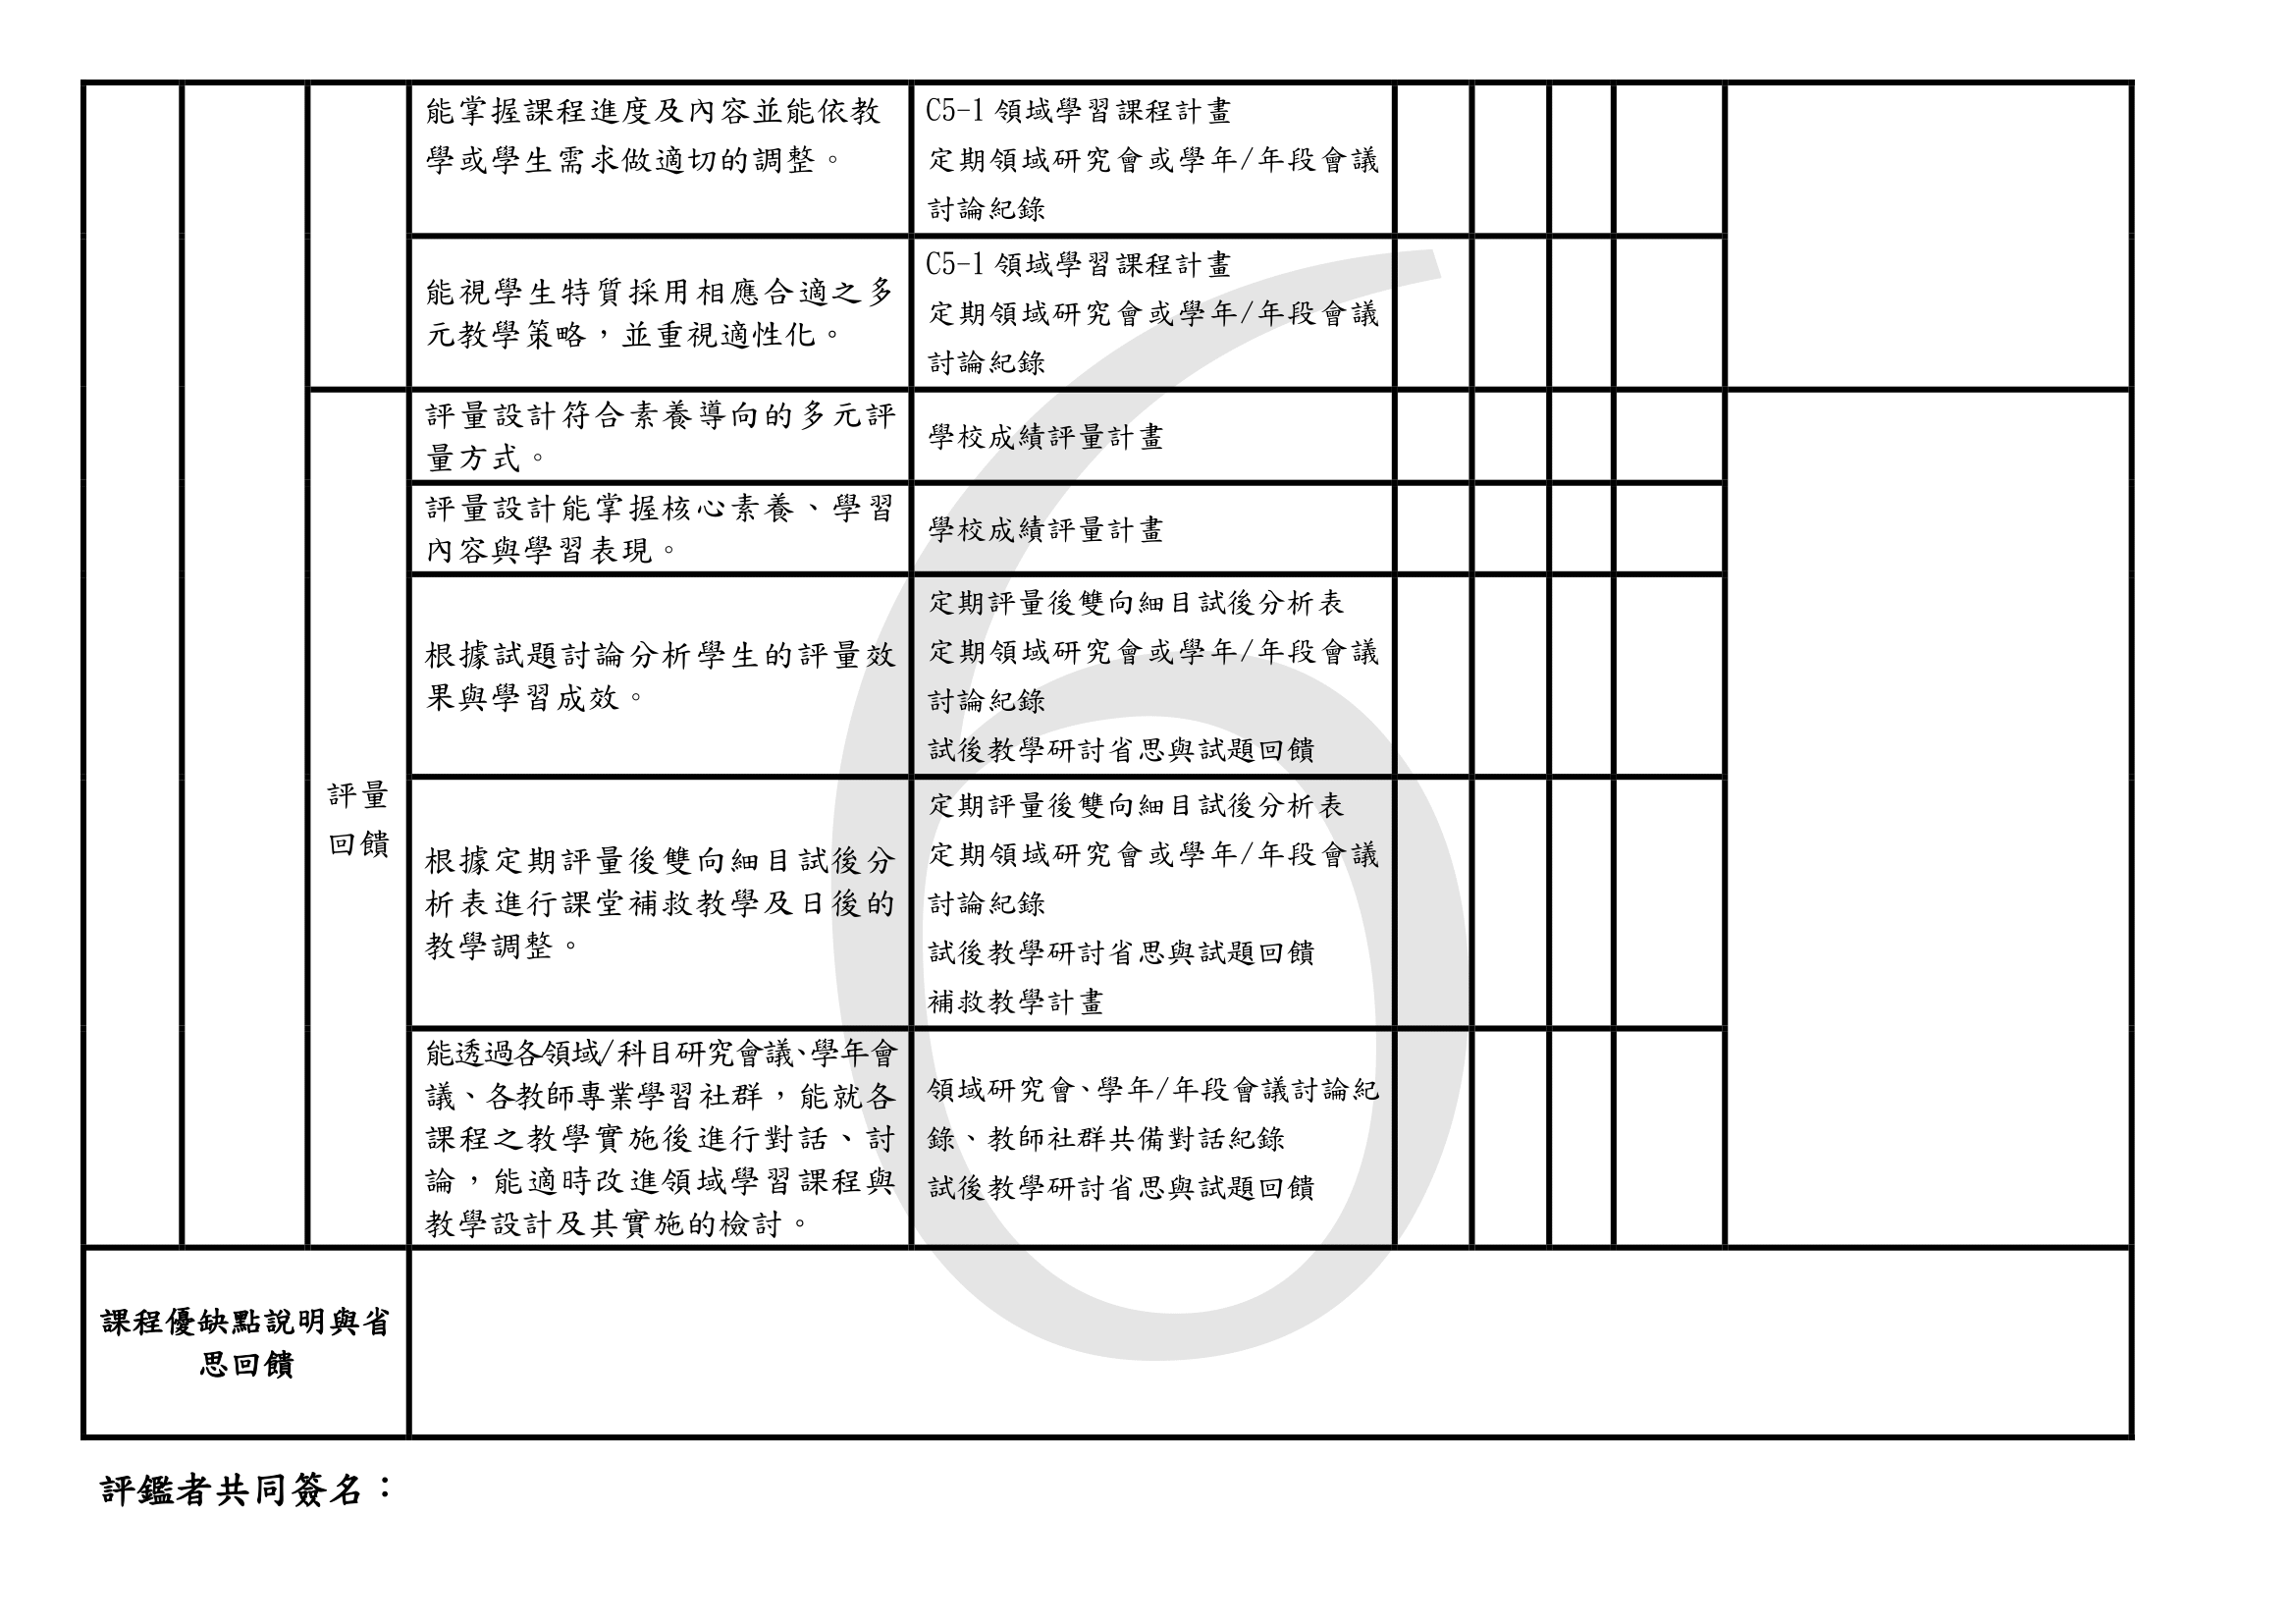 能掌握課程進度及內容並能依教
學或學生需求做適切的調整。
C5-1 領域學習課程計畫
定期領域研究會或學年/年段會議
討論紀錄
能視學生特質採用相應合適之多
元教學策略，並重視適性化。
C5-1 領域學習課程計畫
定期領域研究會或學年/年段會議
討論紀錄
評量
回饋
評量設計符合素養導向的多元評
量方式。
學校成績評量計畫
評量設計能掌握核心素養、學習
內容與學習表現。
學校成績評量計畫
根據試題討論分析學生的評量效
果與學習成效。
定期評量後雙向細目試後分析表
定期領域研究會或學年/年段會議
討論紀錄
試後教學研討省思與試題回饋
根據定期評量後雙向細目試後分
析表進行課堂補救教學及日後的
教學調整。
定期評量後雙向細目試後分析表
定期領域研究會或學年/年段會議
討論紀錄
試後教學研討省思與試題回饋
補救教學計畫
能透過各領域/科目研究會議、學年會
議、各教師專業學習社群，能就各
課程之教學實施後進行對話、討
論，能適時改進領域學習課程與
教學設計及其實施的檢討。
領域研究會、學年/年段會議討論紀
錄、教師社群共備對話紀錄
試後教學研討省思與試題回饋
課程優缺點說明與省
思回饋
評鑑者共同簽名：
6